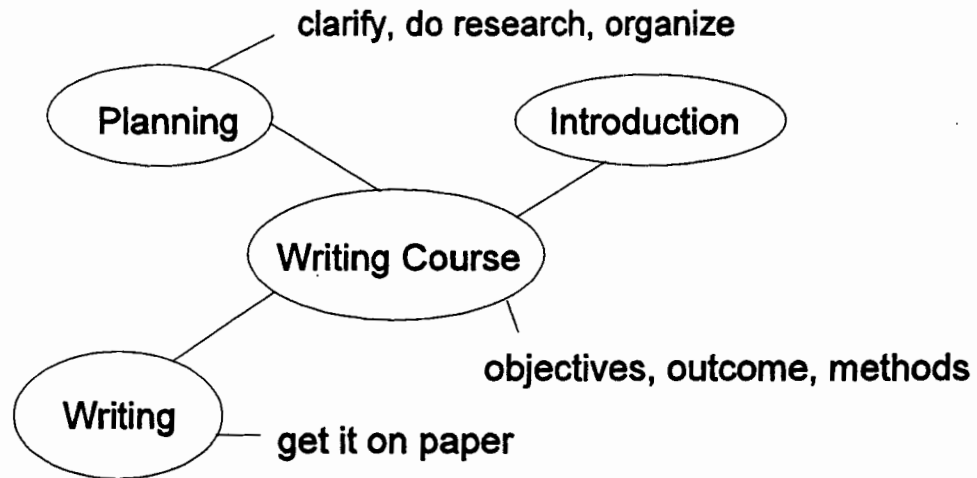 clarify, do research, organize
Planning
Introduction
Writing Course
objectives, outcome, methods
Writing
get it on paper